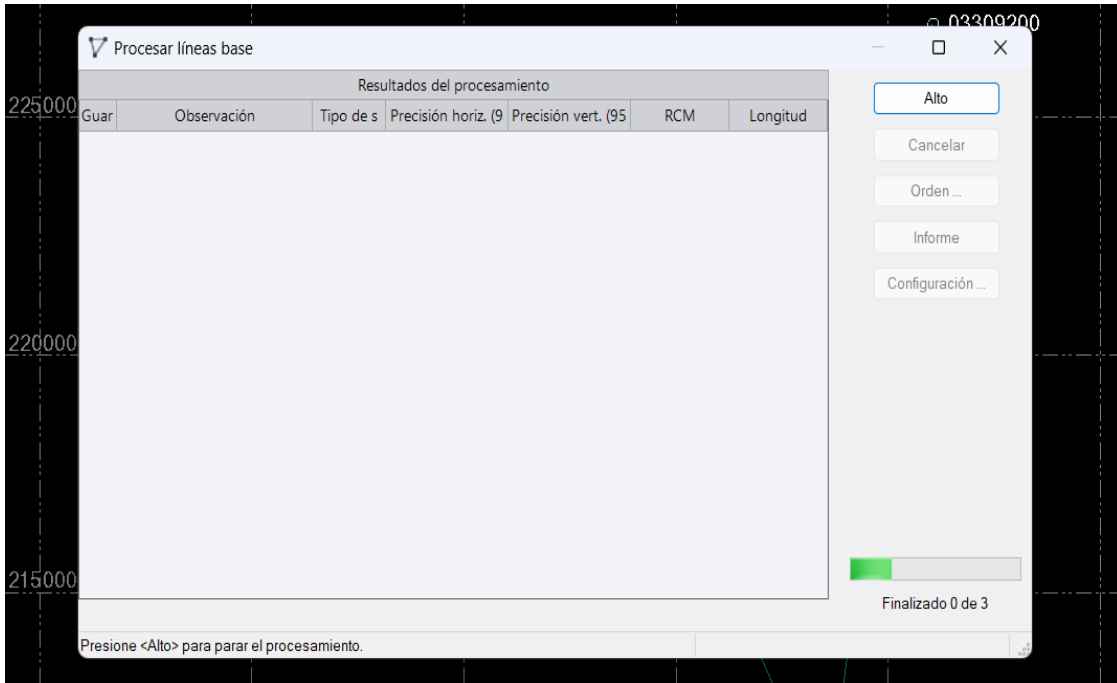 03309200
Procesar líneas base
Resultados del procesamiento
Guar Observación Tipo de s Precisión horiz. (9 Precisión vert. (95 RCM Longitud
Alto
Cancelar
Orden ...
Informe
Configuración ...
225000
220000
215000
Finalizado 0 de 3
Presione <Alto> para parar el procesamiento.